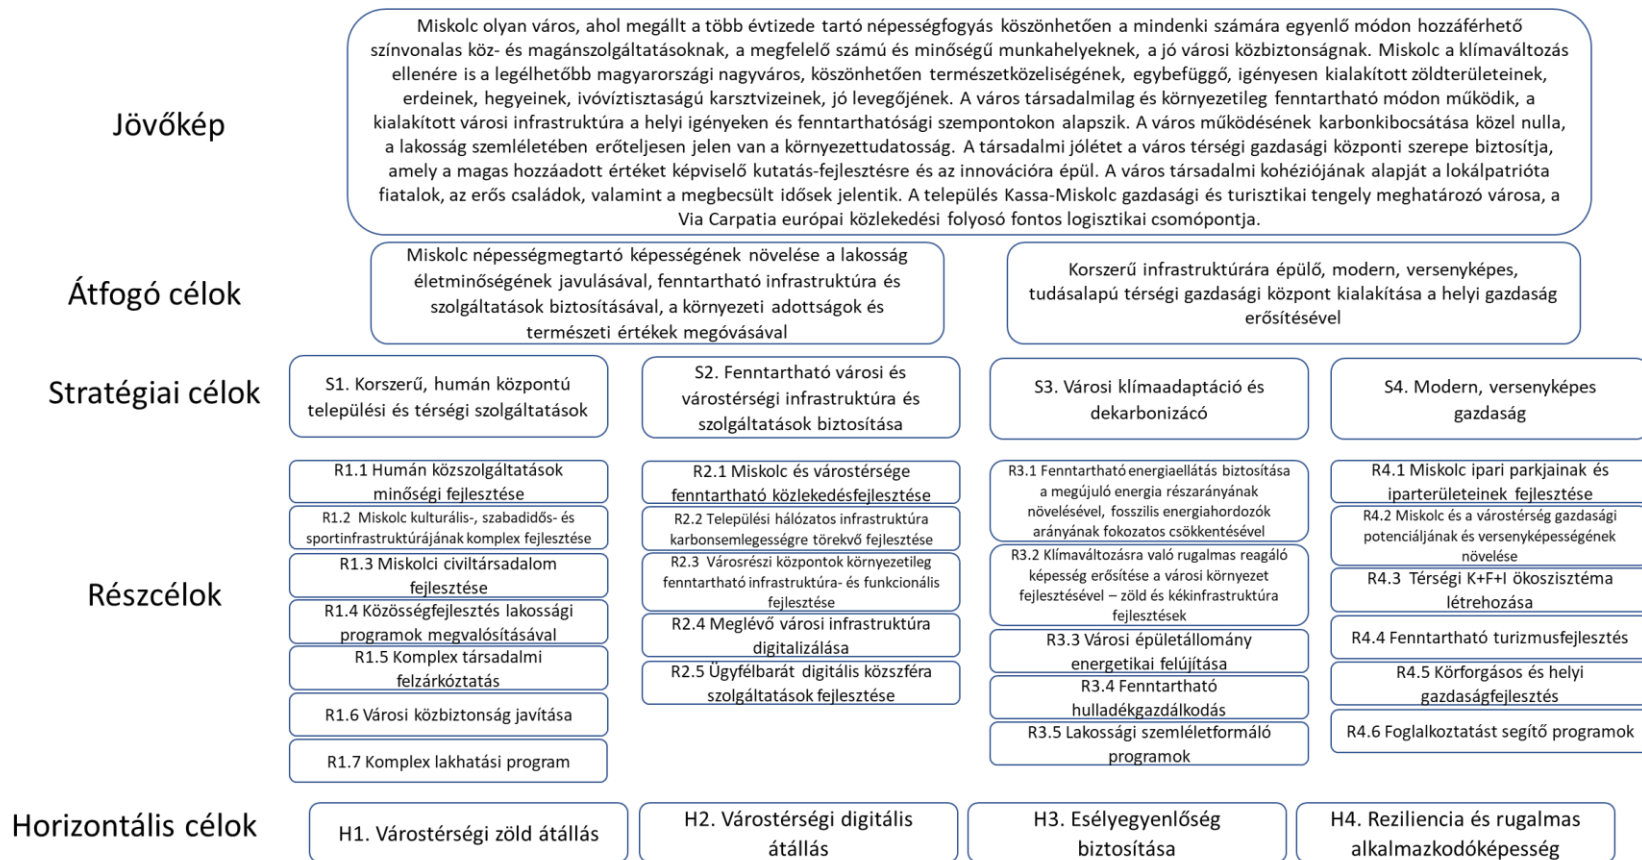 Jövőkép
Miskolc olyan város, ahol megállt a több évtizede tartó népességfogyás köszönhetően a mindenki számára egyenlő módon hozzáférhető
színvonalas köz- és magánszolgáltatásoknak, a megfelelő számú és minőségű munkahelyeknek, a jó városi közbiztonságnak. Miskolc a klímaváltozás
ellenére is a legélhetőbb magyarországi nagyváros, köszönhetően természetközeliségének, egybefüggő, igényesen kialakított zöldterületeinek,
erdeinek, hegyeinek, ivóvíztisztaságú karsztvizeinek, jó levegőjének. A város társadalmilag és környezetileg fenntartható módon működik, a
kialakított városi infrastruktúra a helyi igényeken és fenntarthatósági szempontokon alapszik. A város működésének karbonkibocsátása közel nulla,
a lakosság szemléletében erőteljesen jelen van a környezettudatosság. A társadalmi jólétet a város térségi gazdasági központi szerepe biztosítja,
amely a magas hozzáadott értéket képviselő kutatás-fejlesztésre és az innovációra épül. A város társadalmi kohéziójának alapját a lokálpatrióta
fiatalok, az erős családok, valamint a megbecsült idősek jelentik. A település Kassa-Miskolc gazdasági és turisztikai tengely meghatározó városa, a
Via Carpatia európai közlekedési folyosó fontos logisztikai csomópontja.
Átfogó célok
Miskolc népességmegtartó képességének növelése a lakosság
életminőségének javulásával, fenntartható infrastruktúra és
szolgáltatások biztosításával, a környezeti adottságok és
természeti értékek megóvásával
Korszerű infrastruktúrára épülő, modern, versenyképes,
tudásalapú térségi gazdasági központ kialakítása a helyi gazdaság
erősítésével
Stratégiai célok
S1. Korszerű, humán központú
települési és térségi szolgáltatások
S2. Fenntartható városi és
várostérségi infrastruktúra és
szolgáltatások biztosítása
S3. Városi klímaadaptáció és
dekarbonizácó
S4. Modern, versenyképes
gazdaság
Részcélok
R1.1 Humán közszolgáltatások
minőségi fejlesztése
R1.2 Miskolc kulturális-, szabadidős- és
sportinfrastruktúrájának komplex fejlesztése
R1.3 Miskolci civiltársadalom
fejlesztése
R1.4 Közösségfejlesztés lakossági
programok megvalósításával
R1.5 Komplex társadalmi
felzárkóztatás
R1.6 Városi közbiztonság javítása
R1.7 Komplex lakhatási program
R2.1 Miskolc és várostérsége
fenntartható közlekedésfejlesztése
R2.2 Települési hálózatos infrastruktúra
karbonsemlegességre törekvő fejlesztése
R2.3 Városrészi központok környezetileg
fenntartható infrastruktúra- és funkcionális
fejlesztése
R2.4 Meglévő városi infrastruktúra
digitalizálása
R2.5 Ügyfélbarát digitális közszféra
szolgáltatások fejlesztése
R3.1 Fenntartható energiaellátás biztosítása
a megújuló energia részarányának
növelésével, fosszilis energiahordozók
arányának fokozatos csökkentésével
R3.2 Klímaváltozásra való rugalmas reagáló
képesség erősítése a városi környezet
fejlesztésével – zöld és kékinfrastruktúra
fejlesztések
R3.3 Városi épületállomány
energetikai felújítása
R3.4 Fenntartható
hulladékgazdálkodás
R3.5 Lakossági szemléletformáló
programok
R4.1 Miskolc ipari parkjainak és
iparterületeinek fejlesztése
R4.2 Miskolc és a várostérség gazdasági
potenciáljának és versenyképességének
növelése
R4.3 Térségi K+F+I ökoszisztéma
létrehozása
R4.4 Fenntartható turizmusfejlesztés
R4.5 Körforgásos és helyi
gazdaságfejlesztés
R4.6 Foglalkoztatást segítő programok
Horizontális célok
H1. Várostérségi zöld átállás
H2. Várostérségi digitális
átállás
H3. Esélyegyenlőség
biztosítása
H4. Reziliencia és rugalmas
alkalmazkodóképesség